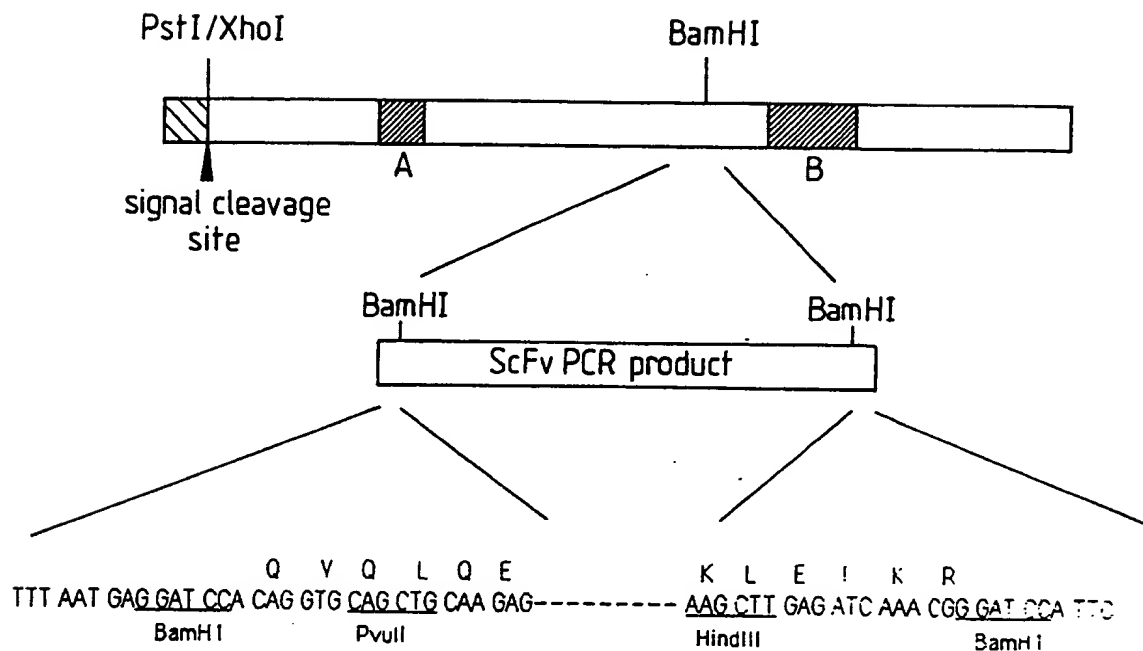 PstI/XhoI
BamHI
A
B
signal cleavage
site
BamHI
BamHI
ScFv PCR product
Q V Q L Q E
K L E I K R
TTT AAT GAG GAT CCA CAG GTG CAG CTG CAA GAG---------- AAG CTT GAG ATC AAA CGG GAT CCA TTC
BamHI
PvuII
HindIII
BamHI